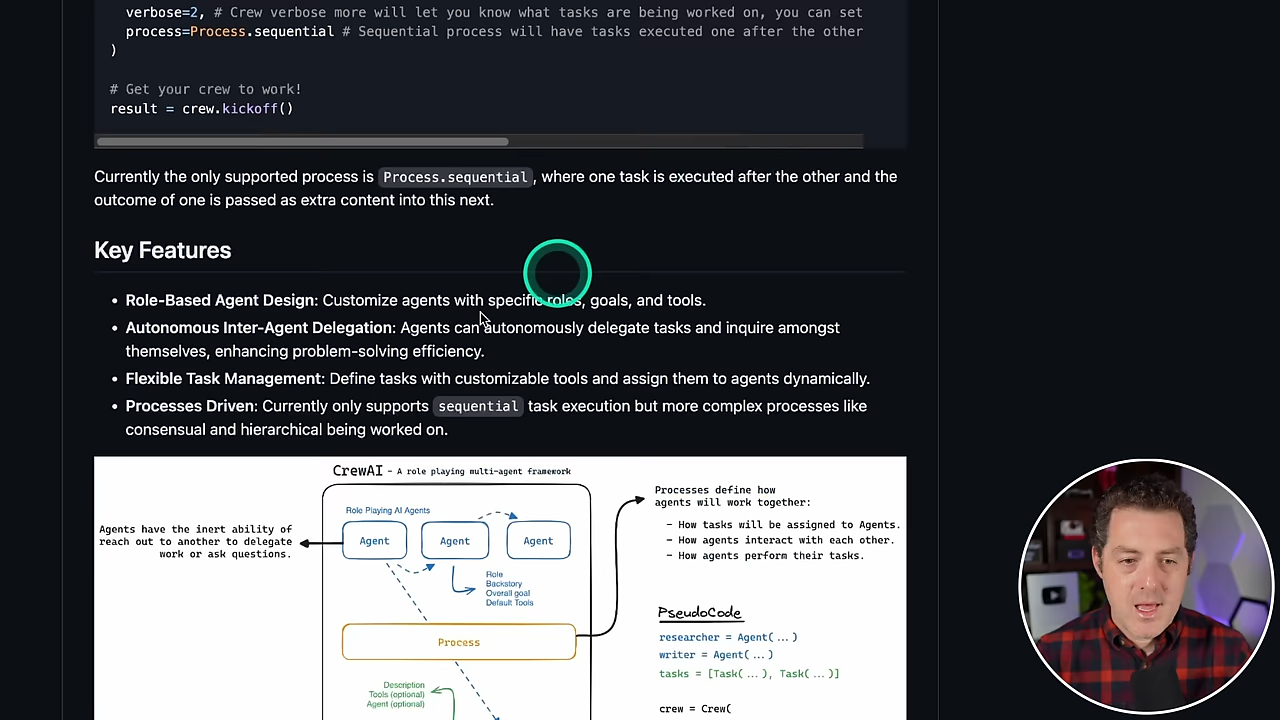 verbose=2, # Crew verbose more will let you know what tasks are being worked on, you can set
process=Process.sequential # Sequential process will have tasks executed one after the other
)
# Get your crew to work!
result = crew.kickoff()
Currently the only supported process is Process.sequential, where one task is executed after the other and the
outcome of one is passed as extra content into this next.
Key Features
• Role-Based Agent Design: Customize agents with specific roles, goals, and tools.
• Autonomous Inter-Agent Delegation: Agents can autonomously delegate tasks and inquire amongst
themselves, enhancing problem-solving efficiency.
• Flexible Task Management: Define tasks with customizable tools and assign them to agents dynamically.
• Processes Driven: Currently only supports sequential task execution but more complex processes like
consensual and hierarchical being worked on.
CrewAI - A role playing multi-agent framework
Agents have the inert ability of
reach out to another to delegate
work or ask questions.
Role Playing AI Agents
Agent
Agent
Agent
Role
Backstory
Overall goal
Default Tools
Process
Description
Tools (optional)
Agent (optional)
Processes define how
agents will work together:
- How tasks will be assigned to Agents.
- How agents interact with each other.
- How agents perform their tasks.
PseudoCode
researcher = Agent(...)
writer = Agent(...)
tasks = [Task(...), Task(...)]
crew = Crew(